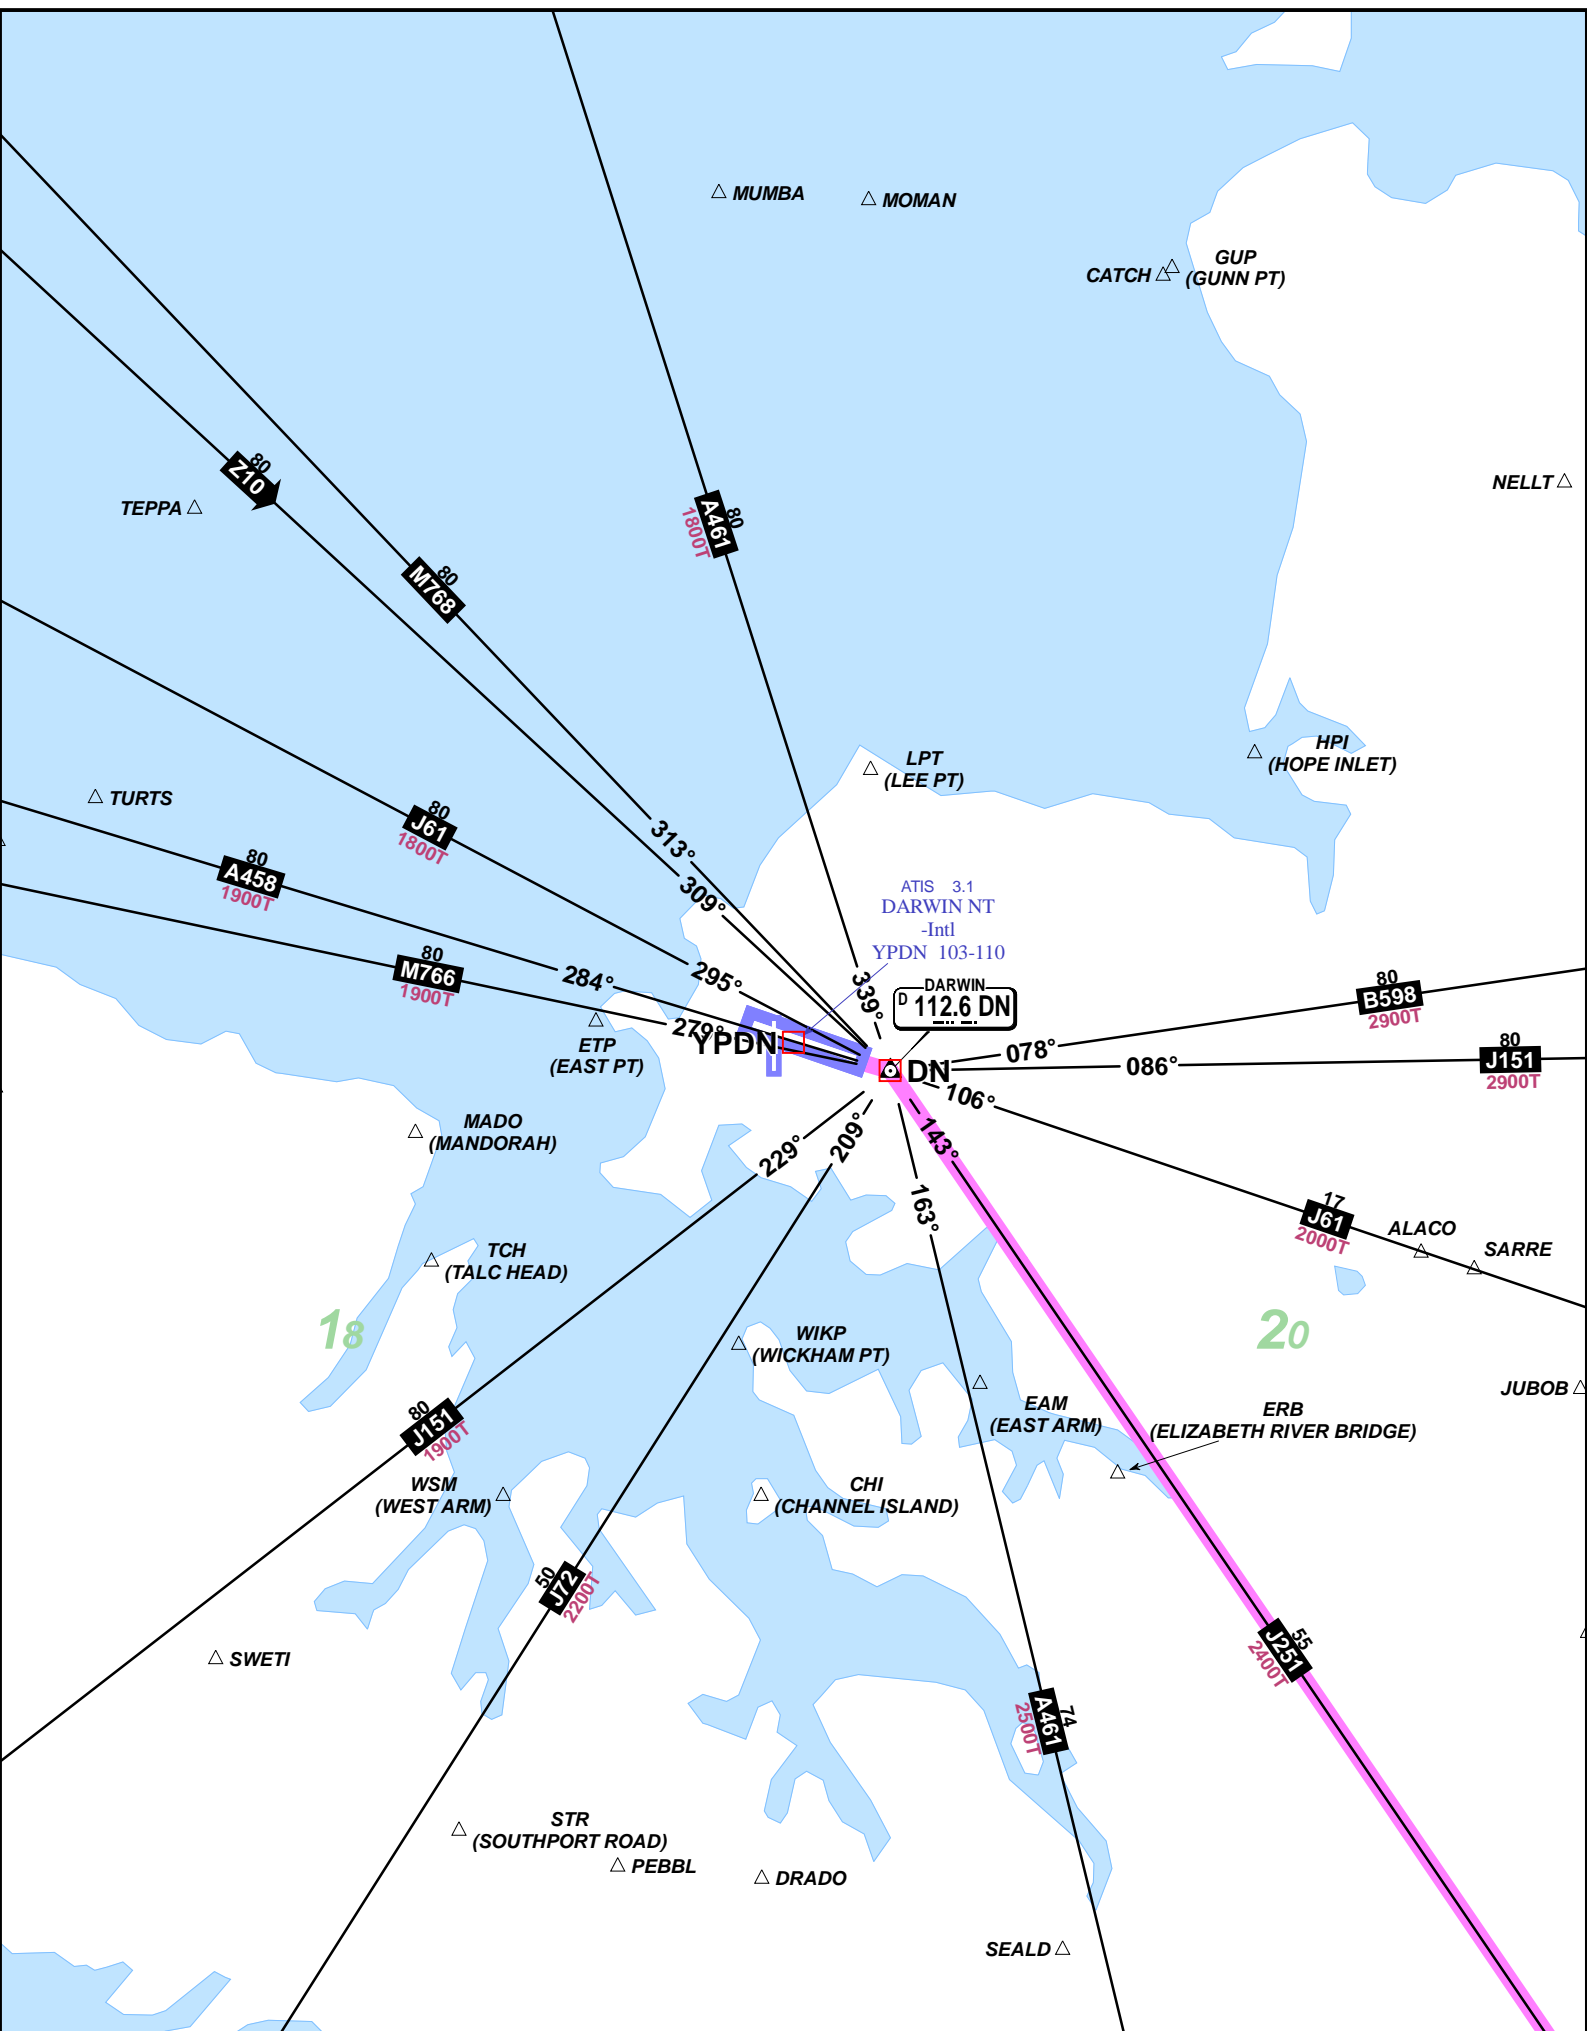 MUMBA
MOMAN
GUP
(GUNN PT)
CATCH
80
Z10
TEPPA
NELLT
80
A461
1800T
80
M768
LPT
(LEE PT)
HPI
(HOPE INLET)
TURTS
80
J61
1800T
313°
309°
80
A458
1900T
ATIS 3.1
DARWIN NT
-Intl
YPDN 103-110
80
M766
1900T
284°
295°
339°
DARWIN
D 112.6 DN
80
B598
2900T
279°
YPDN
ETP
(EAST PT)
DN
078°
086°
80
J151
2900T
106°
143°
MADO
(MANDORAH)
229°
209°
163°
17
J61
2000T
ALACO
SARRE
TCH
(TALC HEAD)
18
20
WIKP
(WICKHAM PT)
JUBOB
EAM
(EAST ARM)
ERB
(ELIZABETH RIVER BRIDGE)
80
J151
1900T
WSM
(WEST ARM)
CHI
(CHANNEL ISLAND)
50
J72
2200T
SWETI
55
J251
2400T
74
A461
2500T
STR
(SOUTHPORT ROAD)
PEBBL
DRADO
SEALD